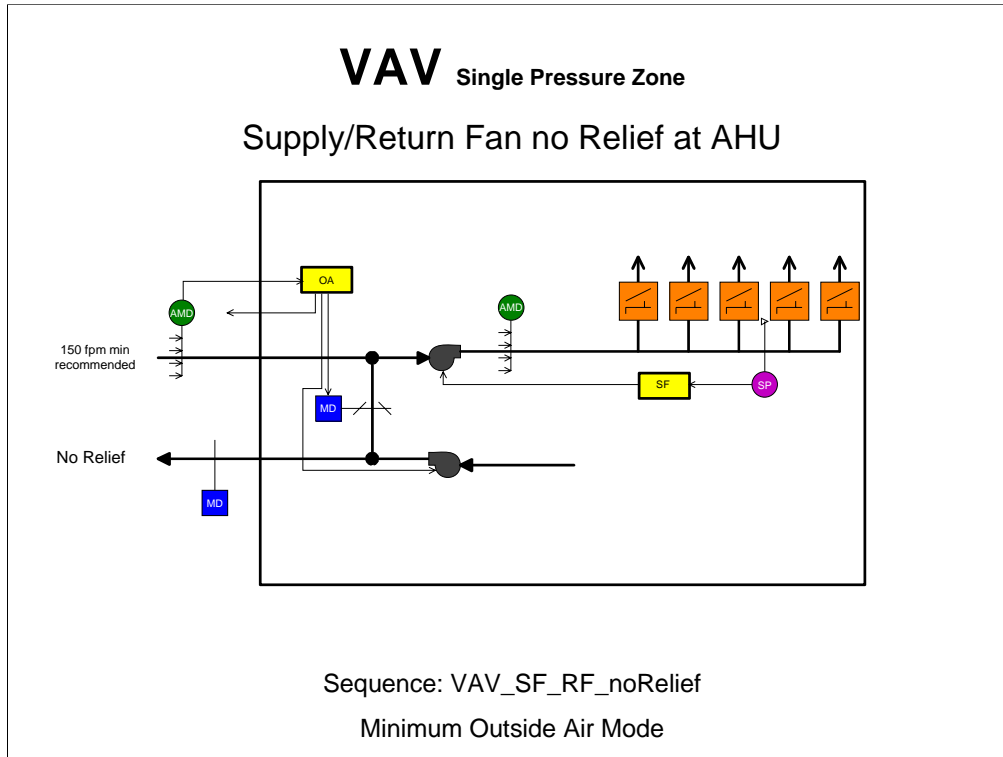 VAV Single Pressure Zone
Supply/Return Fan no Relief at AHU
OA
AMD
AMD
150 fpm min
recommended
SF
SP
MD
No Relief
MD
Sequence: VAV_SF_RF_noRelief
Minimum Outside Air Mode